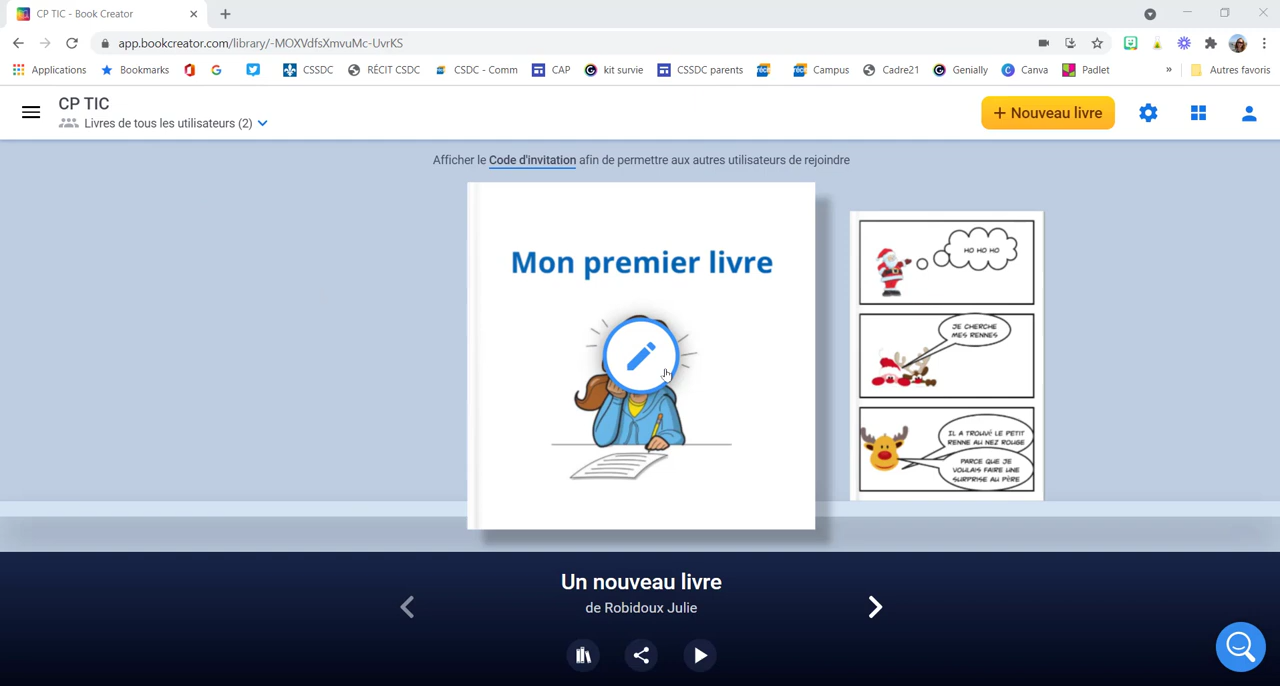 CP TIC - Book Creator
app.bookcreator.com/library/-MOXVdfsXmvuMc-UvrKS
Applications Bookmarks CSSDC RÉCIT CSDC CSDC - Comm CAP kit survie CSSDC parents Campus Cadre21 Genially Canva Padlet » Autres favoris
CP TIC
Livres de tous les utilisateurs (2)
+ Nouveau livre
Afficher le Code d'invitation afin de permettre aux autres utilisateurs de rejoindre
Mon premier livre
HO HO HO
JE CHERCHE
MES RENNES
IL A TROUVÉ LE PETIT
RENNE AU NEZ ROUGE
PARCE QUE JE
VOULAIS FAIRE UNE
SURPRISE AU PÈRE
Un nouveau livre
de Robidoux Julie